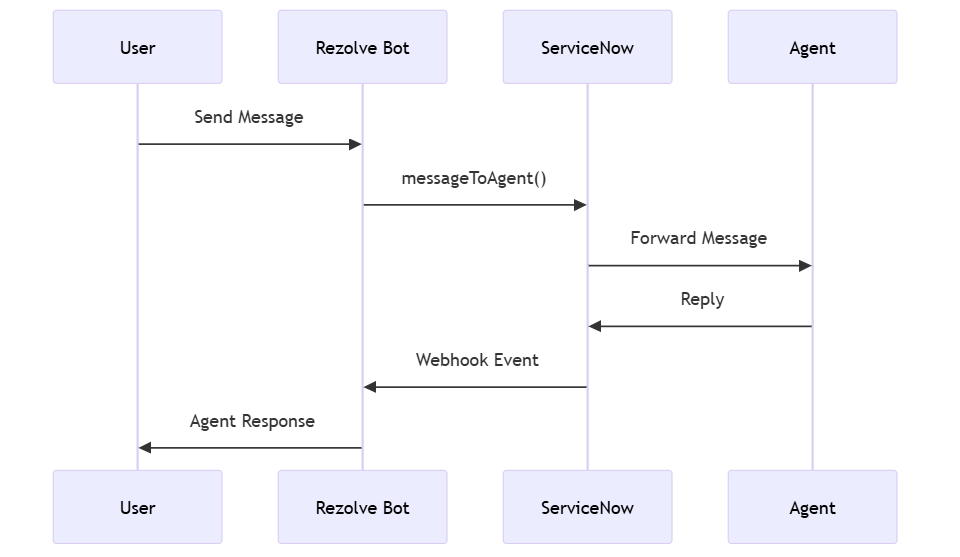 User
Rezolve Bot
ServiceNow
Agent
Send Message
messageToAgent()
Forward Message
Reply
Webhook Event
Agent Response
User
Rezolve Bot
ServiceNow
Agent